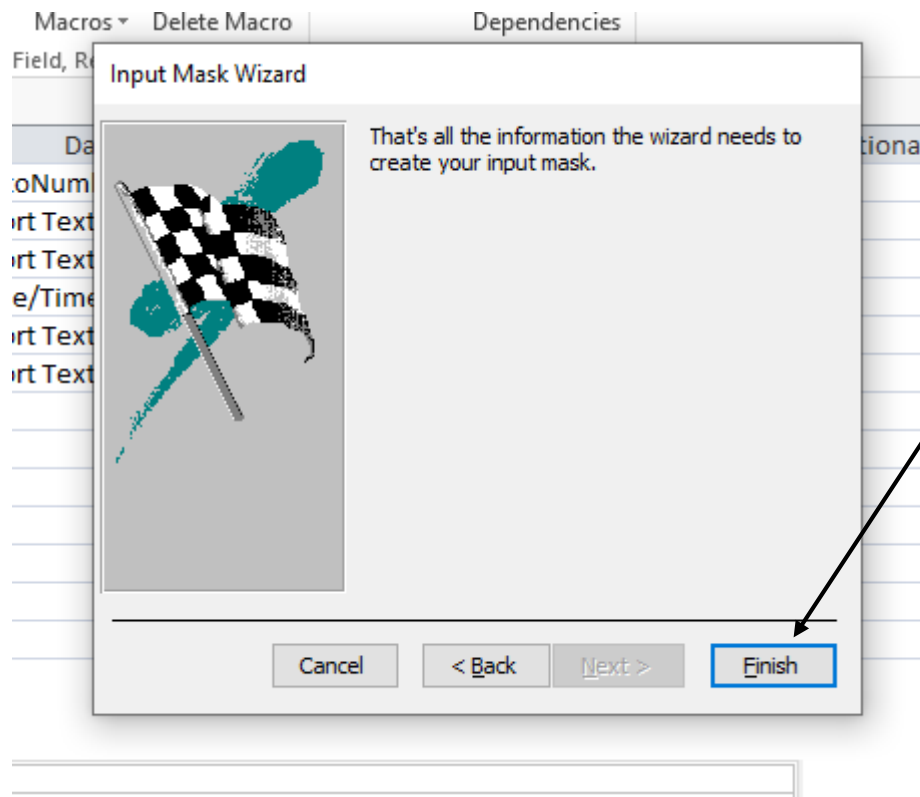 Macros Delete Macro Dependencies
Field, R
Input Mask Wizard
That's all the information the wizard needs to
create your input mask.
Da
tiona
oNum
rt Text
rt Text
e/Time
rt Text
rt Text
Cancel < Back Next > Finish